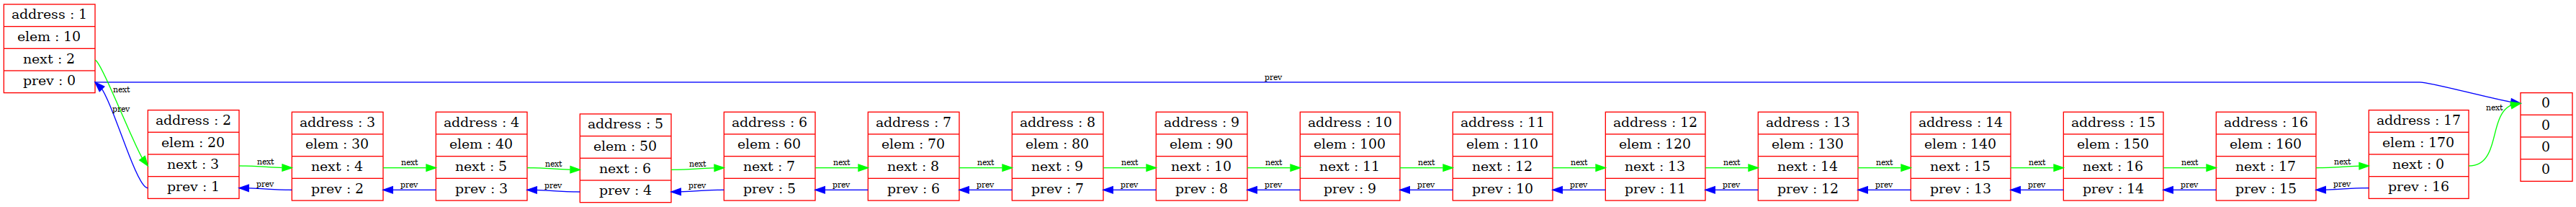 address : 1
elem : 10
next : 2
prev : 0
next
prev
prev
address : 2
elem : 20
next : 3
prev : 1
next
prev
address : 3
elem : 30
next : 4
prev : 2
next
prev
address : 4
elem : 40
next : 5
prev : 3
next
prev
address : 5
elem : 50
next : 6
prev : 4
next
prev
address : 6
elem : 60
next : 7
prev : 5
next
prev
address : 7
elem : 70
next : 8
prev : 6
next
prev
address : 8
elem : 80
next : 9
prev : 7
next
prev
address : 9
elem : 90
next : 10
prev : 8
next
prev
address : 10
elem : 100
next : 11
prev : 9
next
prev
address : 11
elem : 110
next : 12
prev : 10
next
prev
address : 12
elem : 120
next : 13
prev : 11
next
prev
address : 13
elem : 130
next : 14
prev : 12
next
prev
address : 14
elem : 140
next : 15
prev : 13
next
prev
address : 15
elem : 150
next : 16
prev : 14
next
prev
address : 16
elem : 160
next : 17
prev : 15
next
prev
address : 17
elem : 170
next : 0
prev : 16
next
0
0
0
0